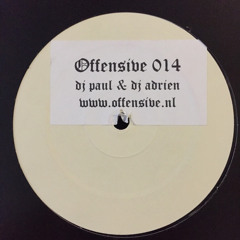 Offensive 014
dj paul & dj adrien
www.offensive.nl